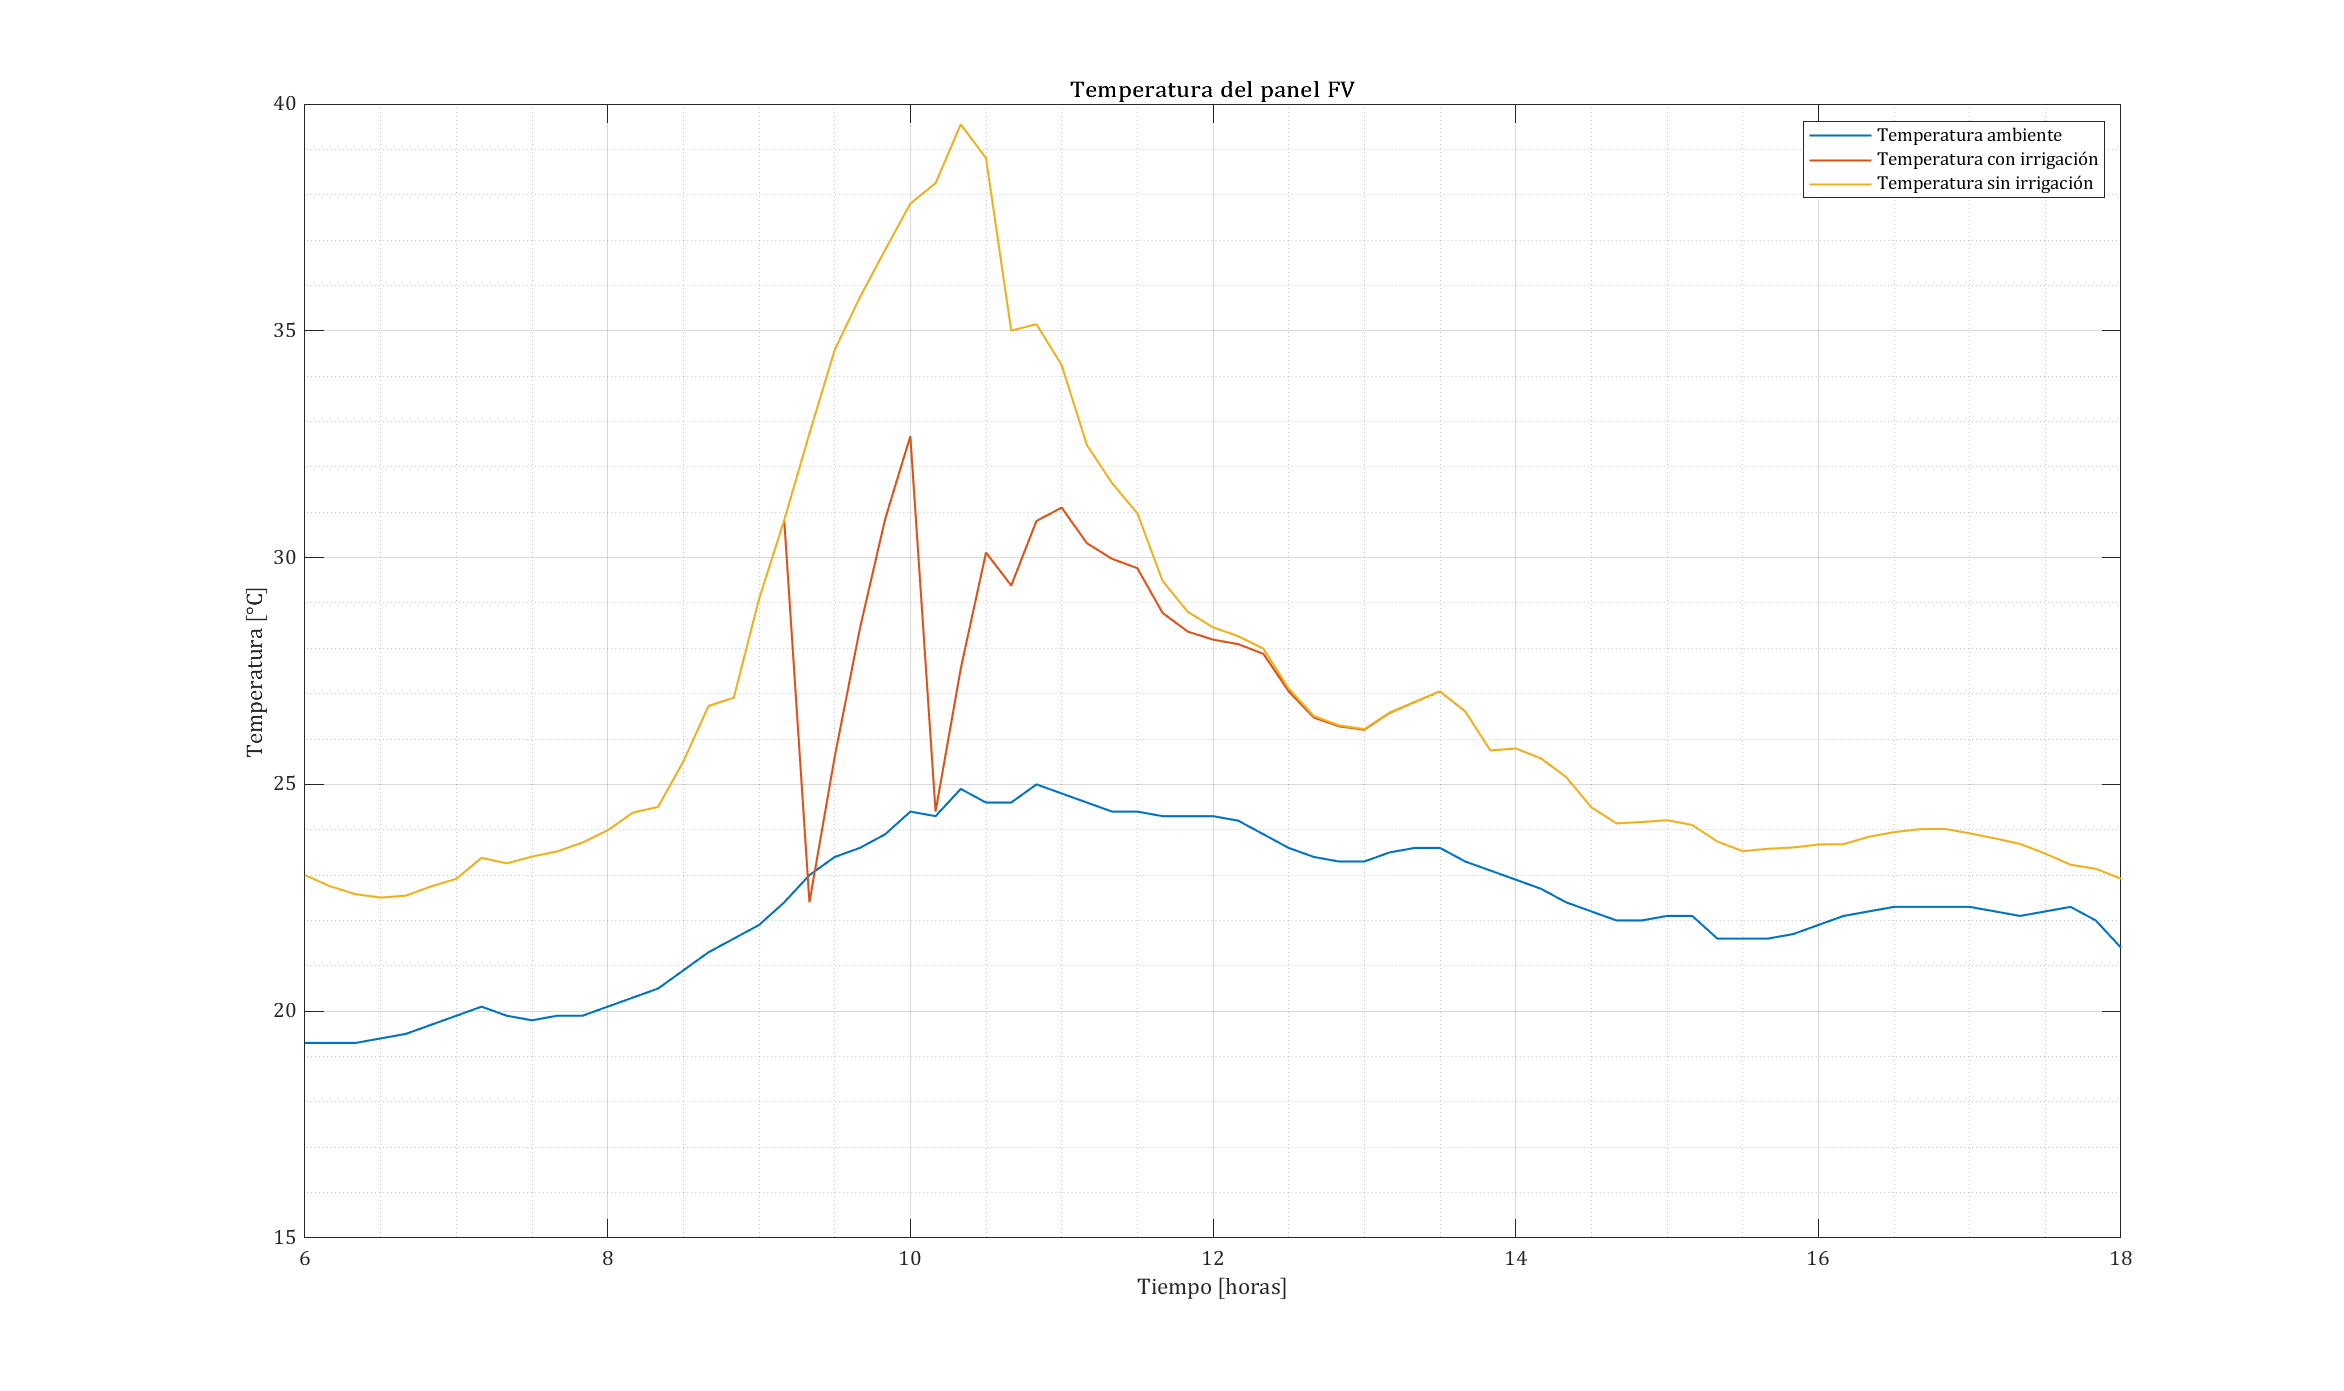 Temperatura del panel FV
40
35
30
25
20
15
Temperatura [°C]
Temperatura ambiente
Temperatura con irrigación
Temperatura sin irrigación
6 8 10 12 14 16 18
Tiempo [horas]